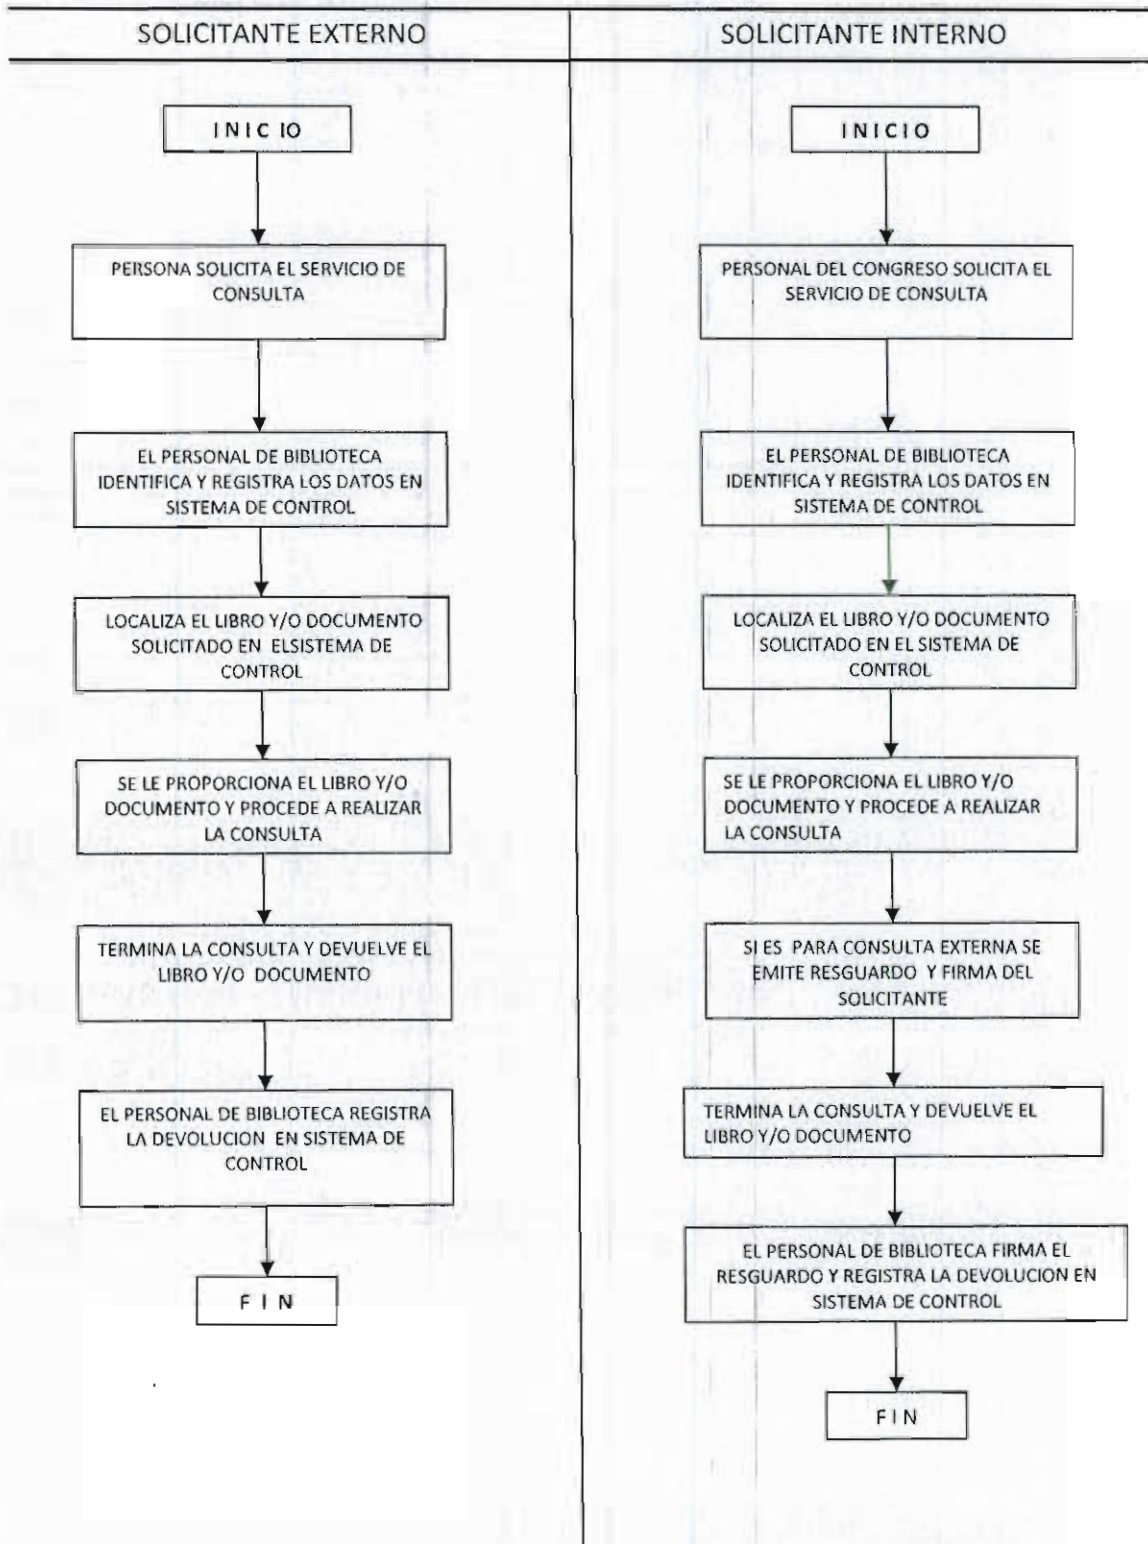 SOLICITANTE EXTERNO
INICIO
PERSONA SOLICITA EL SERVICIO DE
CONSULTA
EL PERSONAL DE BIBLIOTECA
IDENTIFICA Y REGISTRA LOS DATOS EN
SISTEMA DE CONTROL
LOCALIZA EL LIBRO Y/O DOCUMENTO
SOLICITADO EN ELSISTEMA DE
CONTROL
SE LE PROPORCIONA EL LIBRO Y/O
DOCUMENTO Y PROCEDE A REALIZAR
LA CONSULTA
TERMINA LA CONSULTA Y DEVUELVE EL
LIBRO Y/O DOCUMENTO
EL PERSONAL DE BIBLIOTECA REGISTRA
LA DEVOLUCION EN SISTEMA DE
CONTROL
FIN
SOLICITANTE INTERNO
INICIO
PERSONAL DEL CONGRESO SOLICITA EL
SERVICIO DE CONSULTA
EL PERSONAL DE BIBLIOTECA
IDENTIFICA Y REGISTRA LOS DATOS EN
SISTEMA DE CONTROL
LOCALIZA EL LIBRO Y/O DOCUMENTO
SOLICITADO EN EL SISTEMA DE
CONTROL
SE LE PROPORCIONA EL LIBRO Y/O
DOCUMENTO Y PROCEDE A REALIZAR
LA CONSULTA
SI ES PARA CONSULTA EXTERNA SE
EMITE RESGUARDO Y FIRMA DEL
SOLICITANTE
TERMINA LA CONSULTA Y DEVUELVE EL
LIBRO Y/O DOCUMENTO
EL PERSONAL DE BIBLIOTECA FIRMA EL
RESGUARDO Y REGISTRA LA DEVOLUCION EN
SISTEMA DE CONTROL
FIN